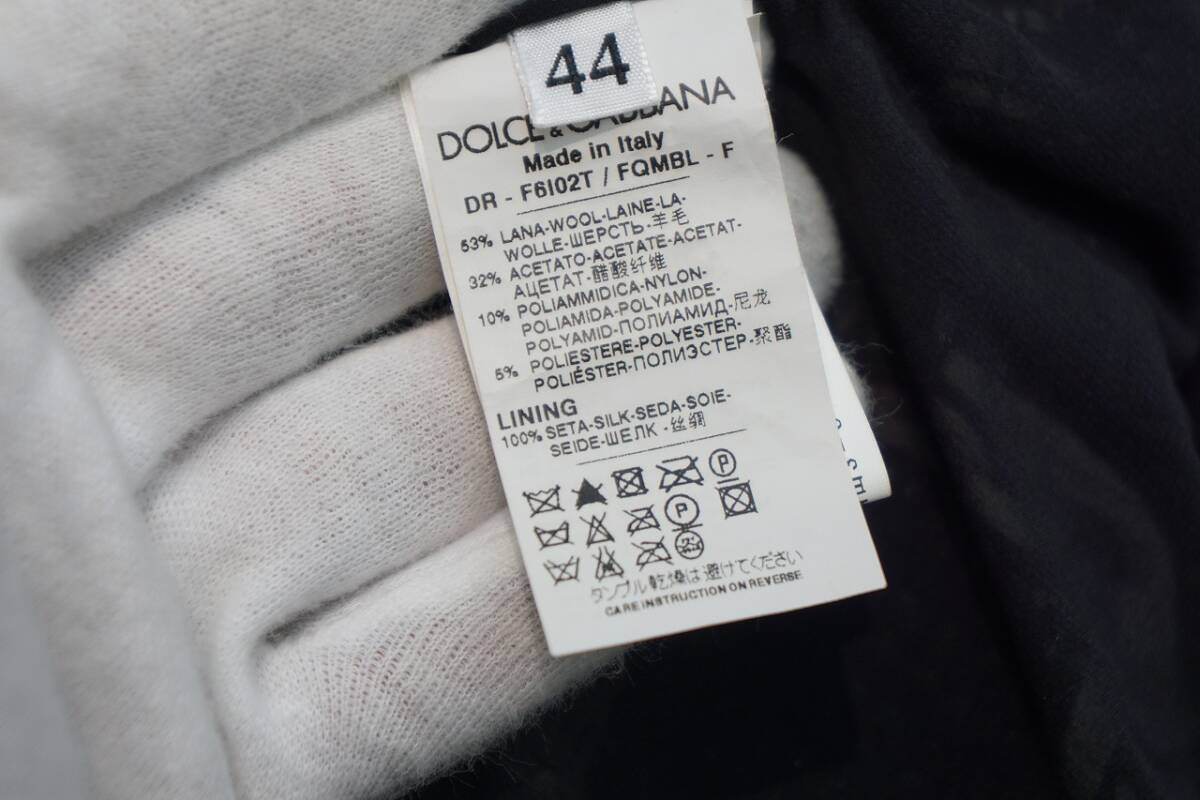 44
DOLCE & GABBANA
Made in Italy
DR - F6I02T / FQMBL - F
53% LANA-WOOL-LAINE-LA-
WOLLE-ШЕРСТЬ-羊毛
32% ACETATO-ACETATE-ACETAT-
АЦЕТАТ-醋酸纤维
10% POLIAMMIDICA-NYLON-
POLIAMIDA-POLYAMIDE-
POLYAMID-ПОЛИАМИД-尼龙
5% POLIESTERE-POLYESTER-
POLIÉSTER-ПОЛИЭСТЕР-聚酯
LINING
100% SETA-SILK-SEDA-SOIE-
SEIDE-ШЕЛК-丝绸
P
P
タンブル乾燥は避けてください
CARE INSTRUCTION ON REVERSE